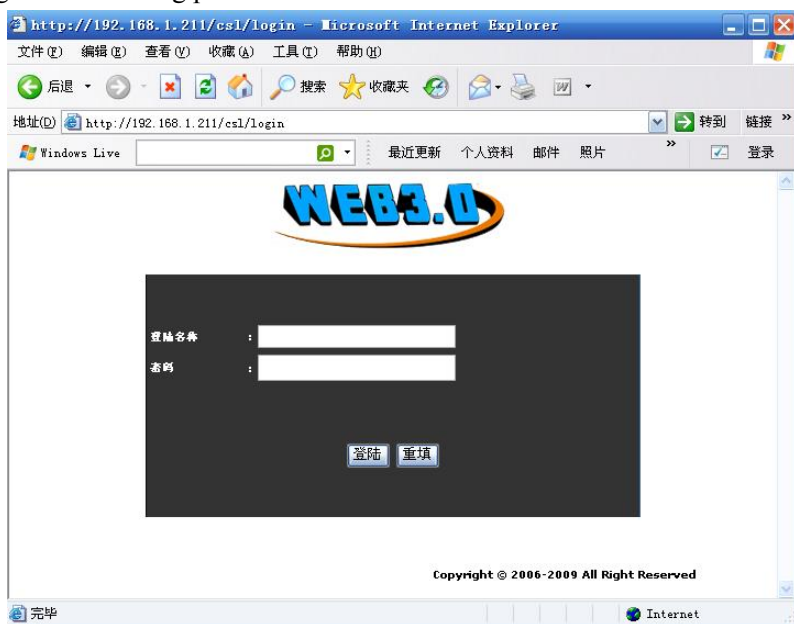 http://192.168.1.211/csl/login - Microsoft Internet Explorer
文件(F) 编辑(E) 查看(V) 收藏(A) 工具(T) 帮助(H)
后退 搜索 收藏夹
地址(D) http://192.168.1.211/csl/login 转到 链接 »
Windows Live 最近更新 个人资料 邮件 照片 » 登录
WEB3.0
登陆名称 :
密码 :
登陆 重填
Copyright © 2006-2009 All Right Reserved
完毕 Internet